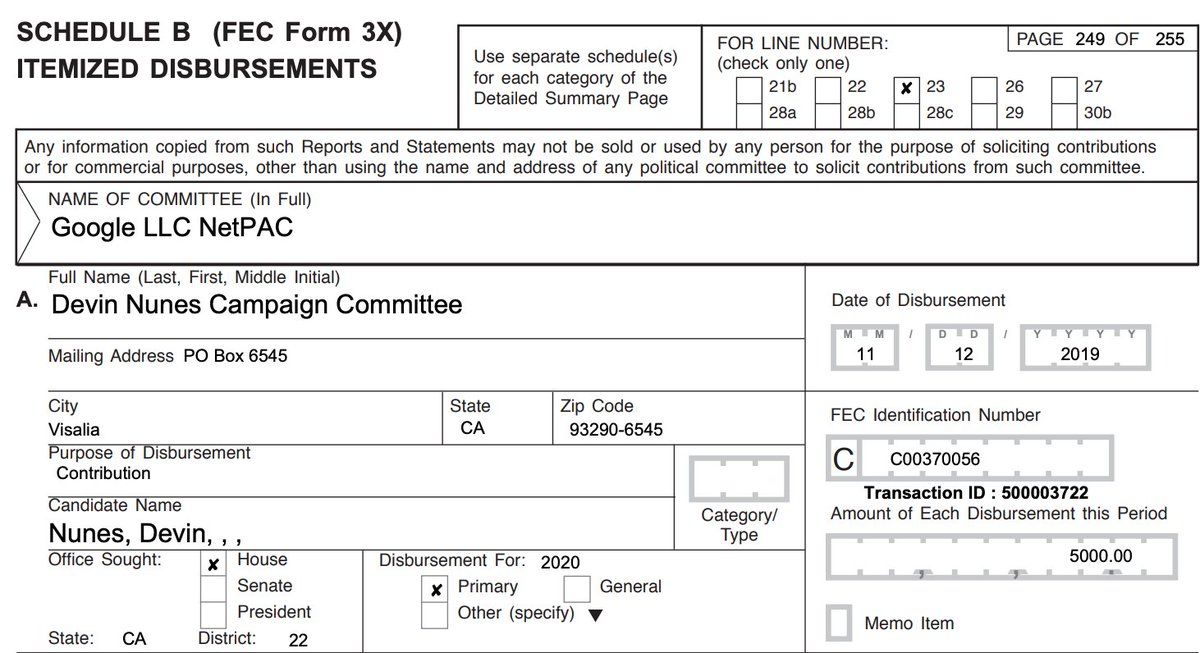 SCHEDULE B (FEC Form 3X)
ITEMIZED DISBURSEMENTS
Use separate schedule(s)
for each category of the
Detailed Summary Page
FOR LINE NUMBER:
(check only one)
PAGE 249 OF 255
21b 22 ✘ 23 26 27
28a 28b 28c 29 30b
Any information copied from such Reports and Statements may not be sold or used by any person for the purpose of soliciting contributions
or for commercial purposes, other than using the name and address of any political committee to solicit contributions from such committee.
NAME OF COMMITTEE (In Full)
Google LLC NetPAC
Full Name (Last, First, Middle Initial)
A. Devin Nunes Campaign Committee
Mailing Address PO Box 6545
City
Visalia
State
CA
Zip Code
93290-6545
Purpose of Disbursement
Contribution
Candidate Name
Nunes, Devin, , ,
Category/
Type
Office Sought:
✘ House
Senate
President
State: CA District: 22
Disbursement For: 2020
✘ Primary General
Other (specify) ▼
Date of Disbursement
M M / D D / Y Y Y Y
11 12 2019
FEC Identification Number
C C00370056
Transaction ID : 500003722
Amount of Each Disbursement this Period
5000.00
Memo Item